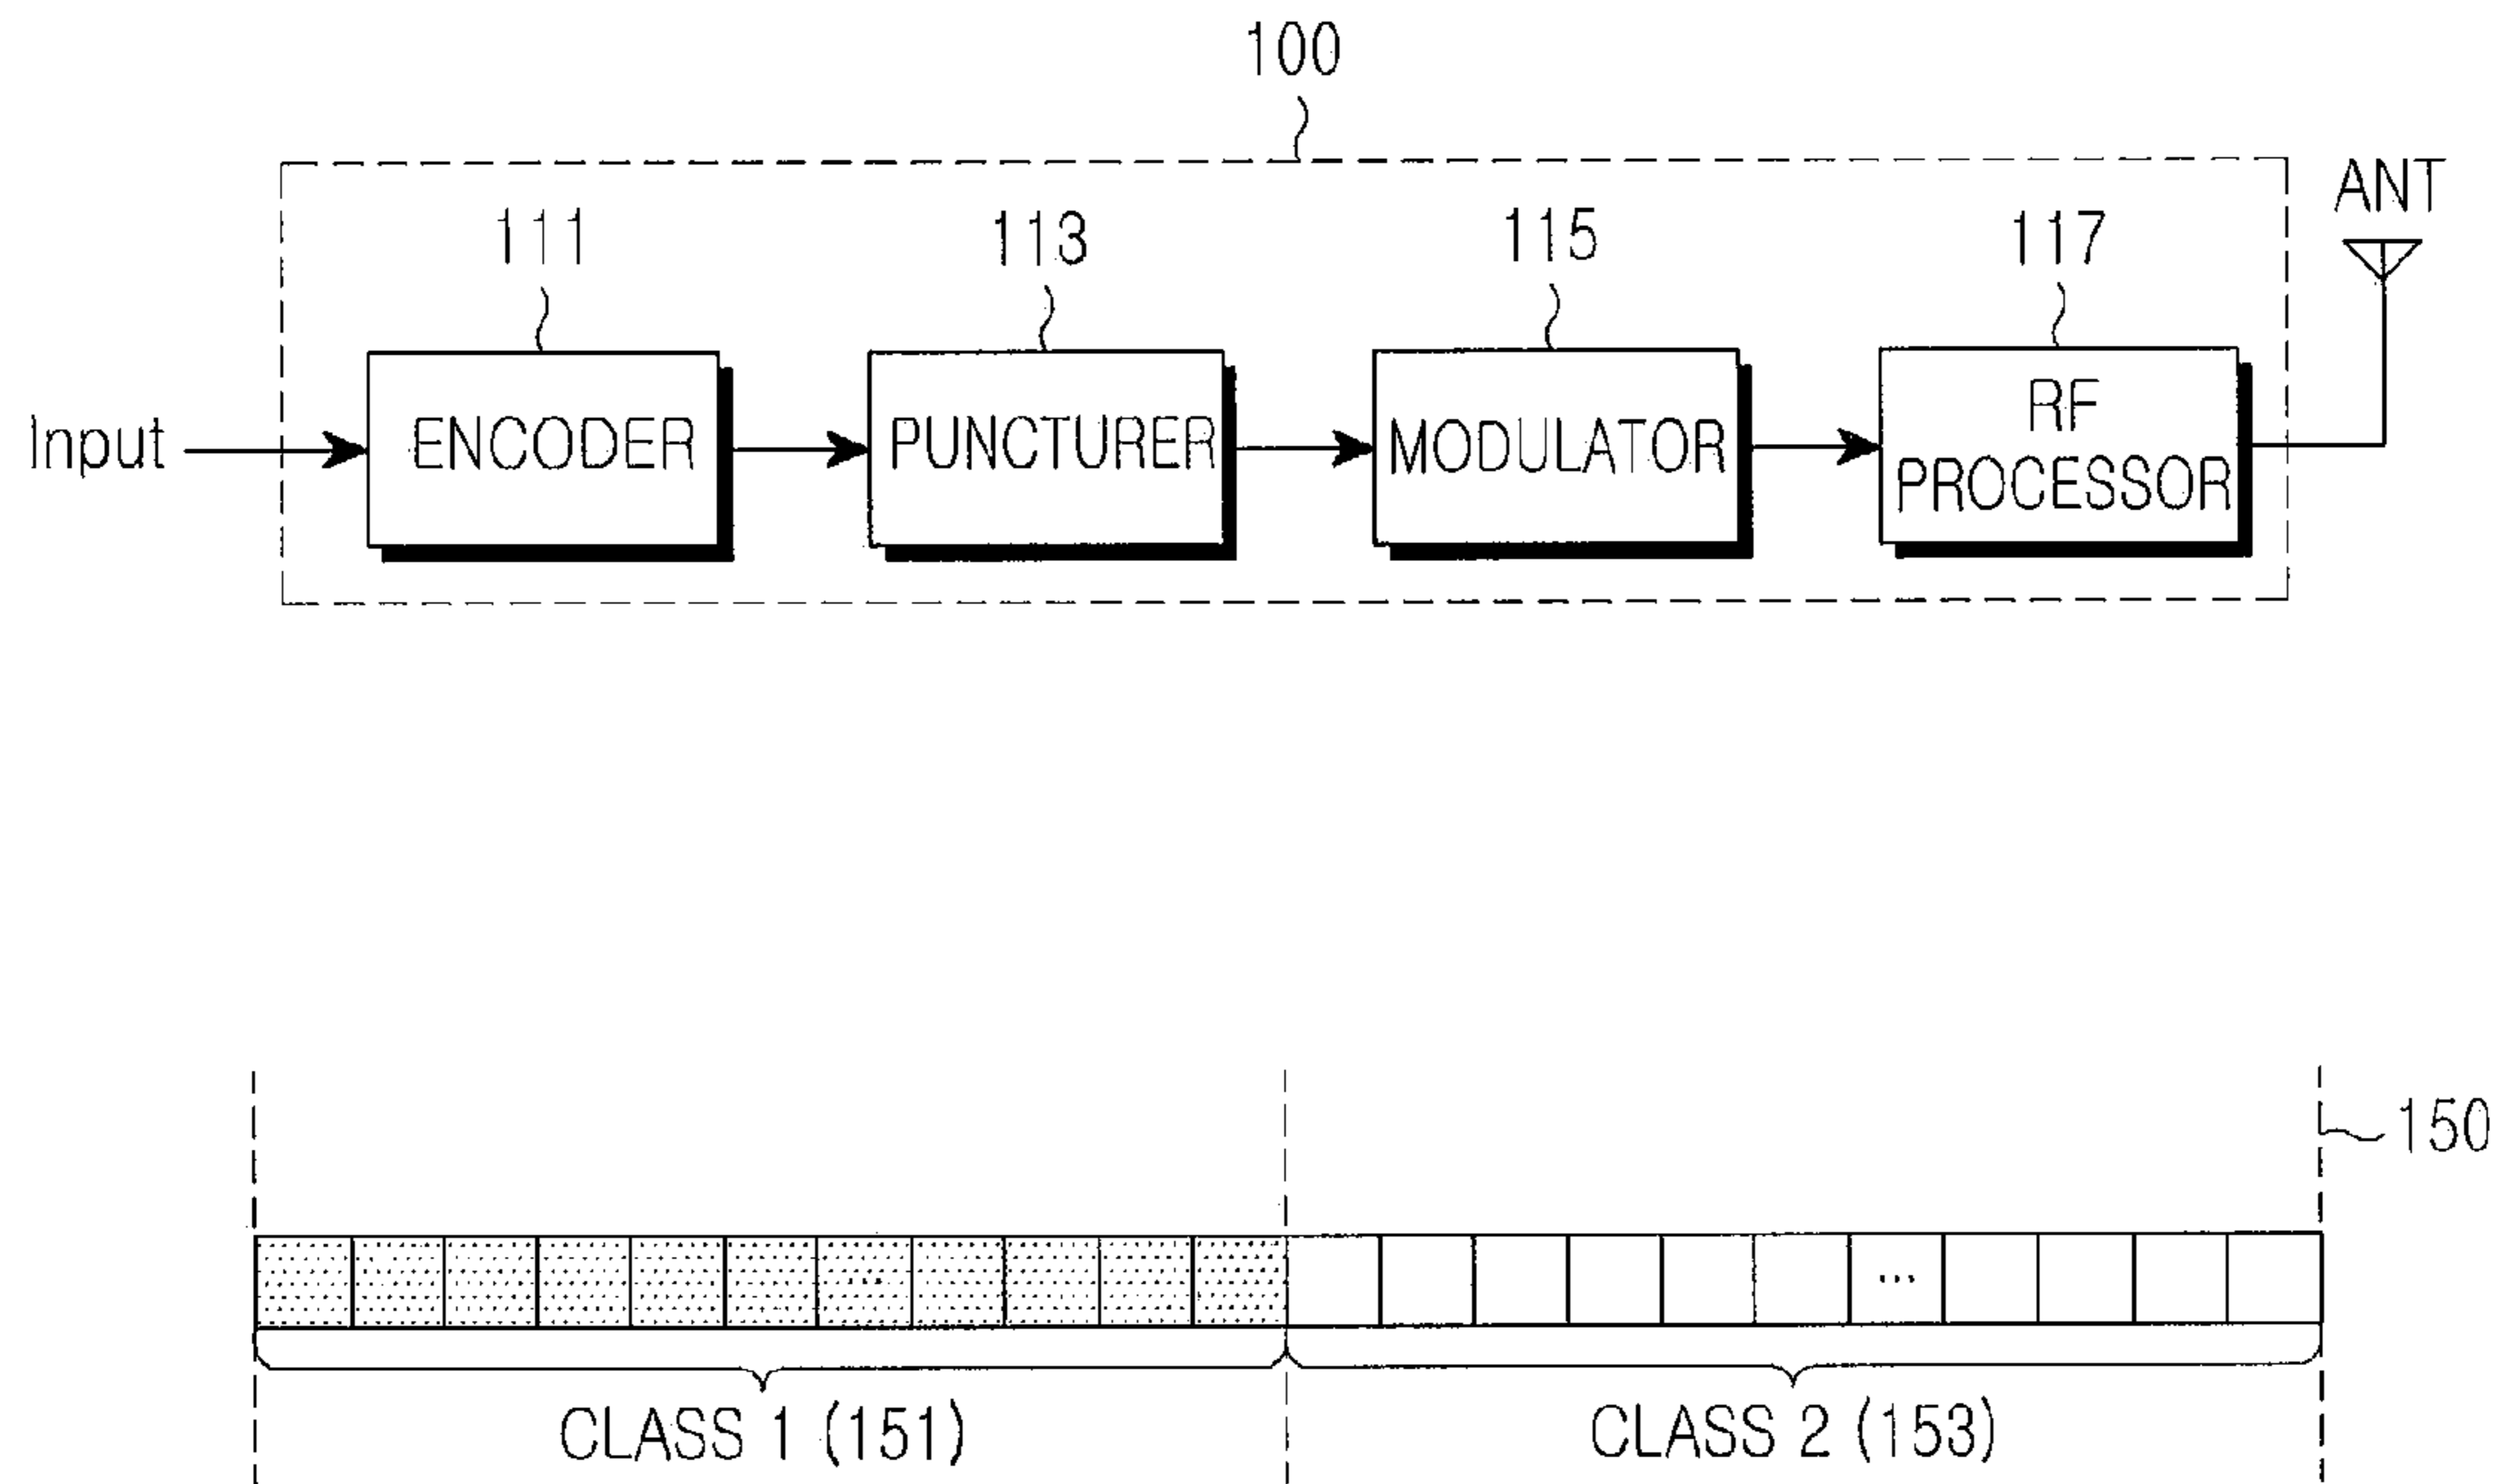 100
ANT
111
113
115
117
Input
ENCODER
PUNCTURER
MODULATOR
RF
PROCESSOR
150
...
...
CLASS 1 (151)
CLASS 2 (153)